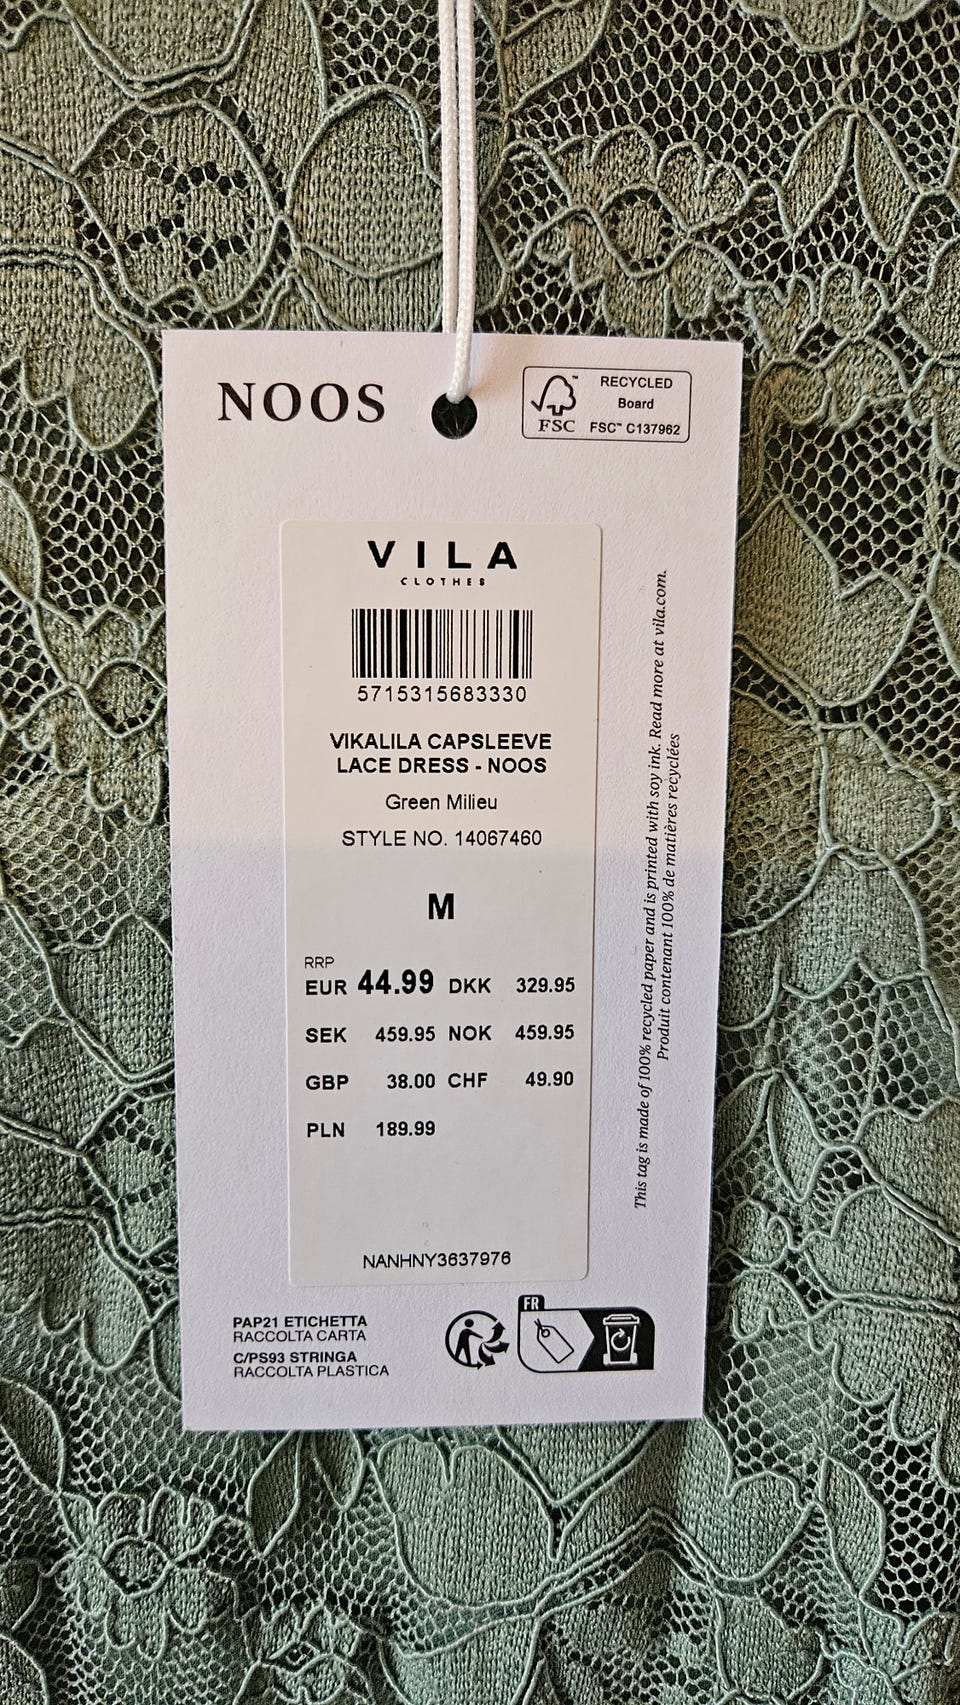 NOOS
FSC™
RECYCLED
Board
FSC™ C137962
VILA
CLOTHES
5715315683330
VIKALILA CAPSLEEVE
LACE DRESS - NOOS
Green Milieu
STYLE NO. 14067460
M
RRP
EUR 44.99 DKK 329.95
SEK 459.95 NOK 459.95
GBP 38.00 CHF 49.90
PLN 189.99
NANHNY3637976
This tag is made of 100% recycled paper and is printed with soy ink. Read more at vila.com.
Produit contenant 100% de matières recyclées
PAP21 ETICHETTA
RACCOLTA CARTA
C/PS93 STRINGA
RACCOLTA PLASTICA
FR